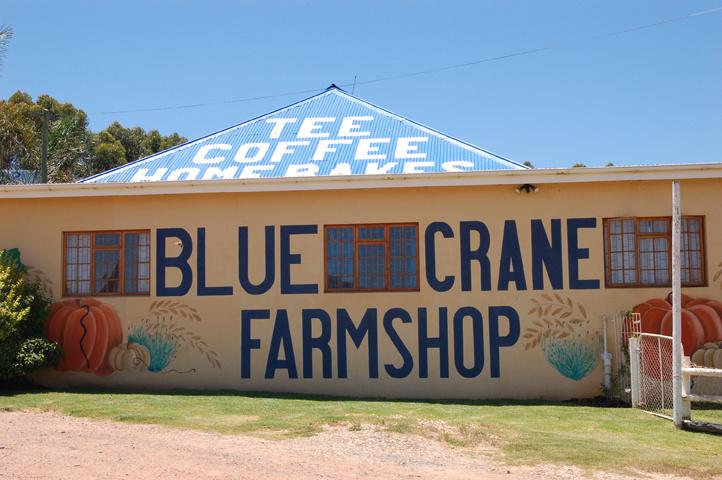 TEE
COFFEE
HOME BAKES
BLUE CRANE
FARMSHOP